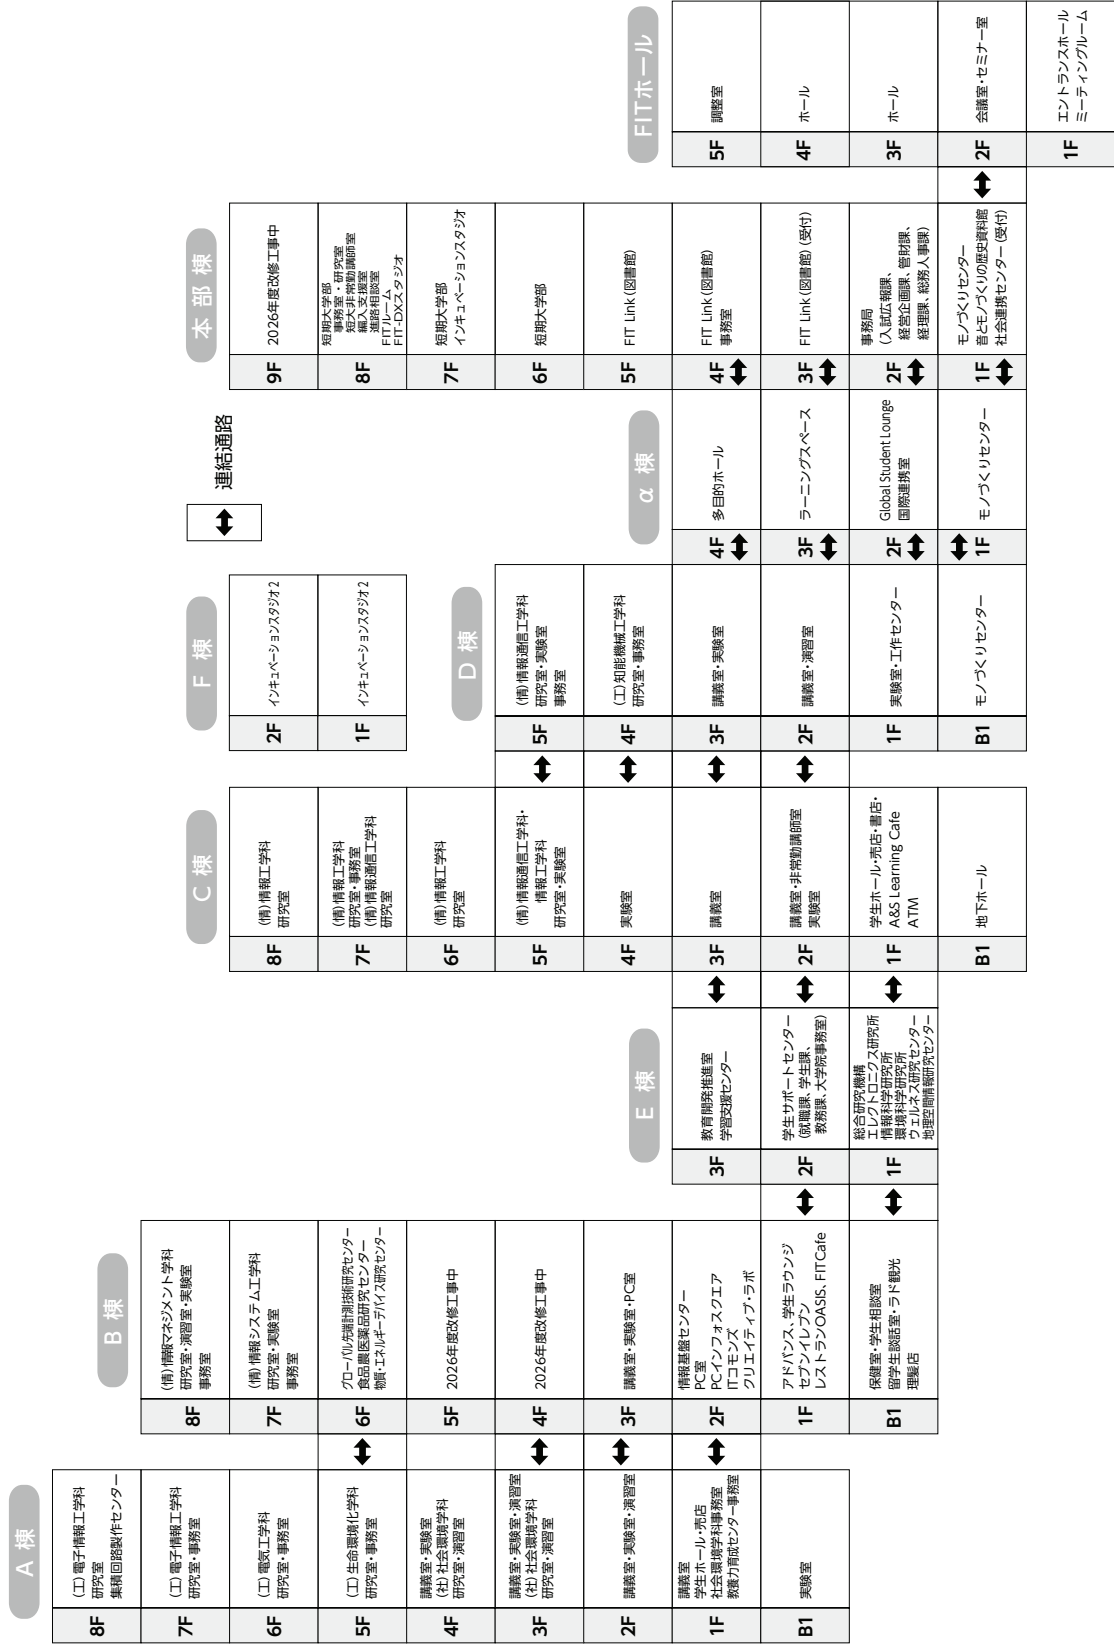 A 棟
8F
(工)電子情報工学科
研究室
集積回路製作センター
7F
(工)電子情報工学科
研究室・事務室
6F
(工)電気工学科
研究室・事務室
5F
(工)生命環境化学科
研究室・事務室
4F
講義室・実験室
(社)社会環境学科
研究室・演習室
3F
講義室・実験室・演習室
(社)社会環境学科
研究室・演習室
2F
講義室・実験室・演習室
1F
講義室
学生ホール・売店
社会環境学科事務室
教養力育成センター事務室
B1
実験室
B 棟
8F
(情)情報マネジメント学科
研究室・演習室・実験室
事務室
7F
(情)情報システム工学科
研究室・実験室
事務室
6F
グローバル先端計測技術研究センター
食品農医薬品研究センター
物質・エネルギーデバイス研究センター
5F
2026年度改修工事中
4F
2026年度改修工事中
3F
講義室・実験室・PC室
2F
情報基盤センター
PC室
PCインフォスクエア
ITコモンズ
クリエイティブ・ラボ
1F
アドバンス、学生ラウンジ
セブンイレブン
レストランOASIS、FIT Cafe
B1
保健室・学生相談室
留学生談話室・ラド観光
理髪店
E 棟
3F
教育開発推進室
学習支援センター
2F
学生サポートセンター
(就職課、学生課、
教務課、大学院事務室)
1F
総合研究機構
エレクトロニクス研究所
情報科学研究所
環境科学研究所
ウェルネス研究センター
地理空間情報研究センター
C 棟
8F
(情)情報工学科
研究室
7F
(情)情報工学科
研究室・事務室
(情)情報通信工学科
研究室
6F
(情)情報工学科
研究室
5F
(情)情報通信工学科・
情報工学科
研究室・実験室
4F
実験室
3F
講義室
2F
講義室・非常勤講師室
実験室
1F
学生ホール・売店・書店・
A&S Learning Cafe
ATM
B1
地下ホール
F 棟
2F
インキュベーションスタジオ2
1F
インキュベーションスタジオ2
D 棟
5F
(情)情報通信工学科
研究室・実験室
事務室
4F
(工)知能機械工学科
研究室・事務室
3F
講義室・実験室
2F
講義室・演習室
1F
実験室・工作センター
B1
モノづくりセンター
連結通路
α 棟
4F
多目的ホール
3F
ラーニングスペース
2F
Global Student Lounge
国際連携室
1F
モノづくりセンター
本 部 棟
9F
2026年度改修工事中
8F
短期大学部
事務室・研究室
短大非常勤講師室
編入支援室
進路相談室
FITルーム
FIT-DXスタジオ
7F
短期大学部
インキュベーションスタジオ
6F
短期大学部
5F
FIT Link(図書館)
4F
FIT Link(図書館)
事務室
3F
FIT Link(図書館)(受付)
2F
事務局
(入試広報課、
経営企画課、管財課、
経理課、総務人事課)
1F
モノづくりセンター
音とモノづくりの歴史資料館
社会連携センター(受付)
FITホール
5F
調整室
4F
ホール
3F
ホール
2F
会議室・セミナー室
1F
エントランスホール
ミーティングルーム